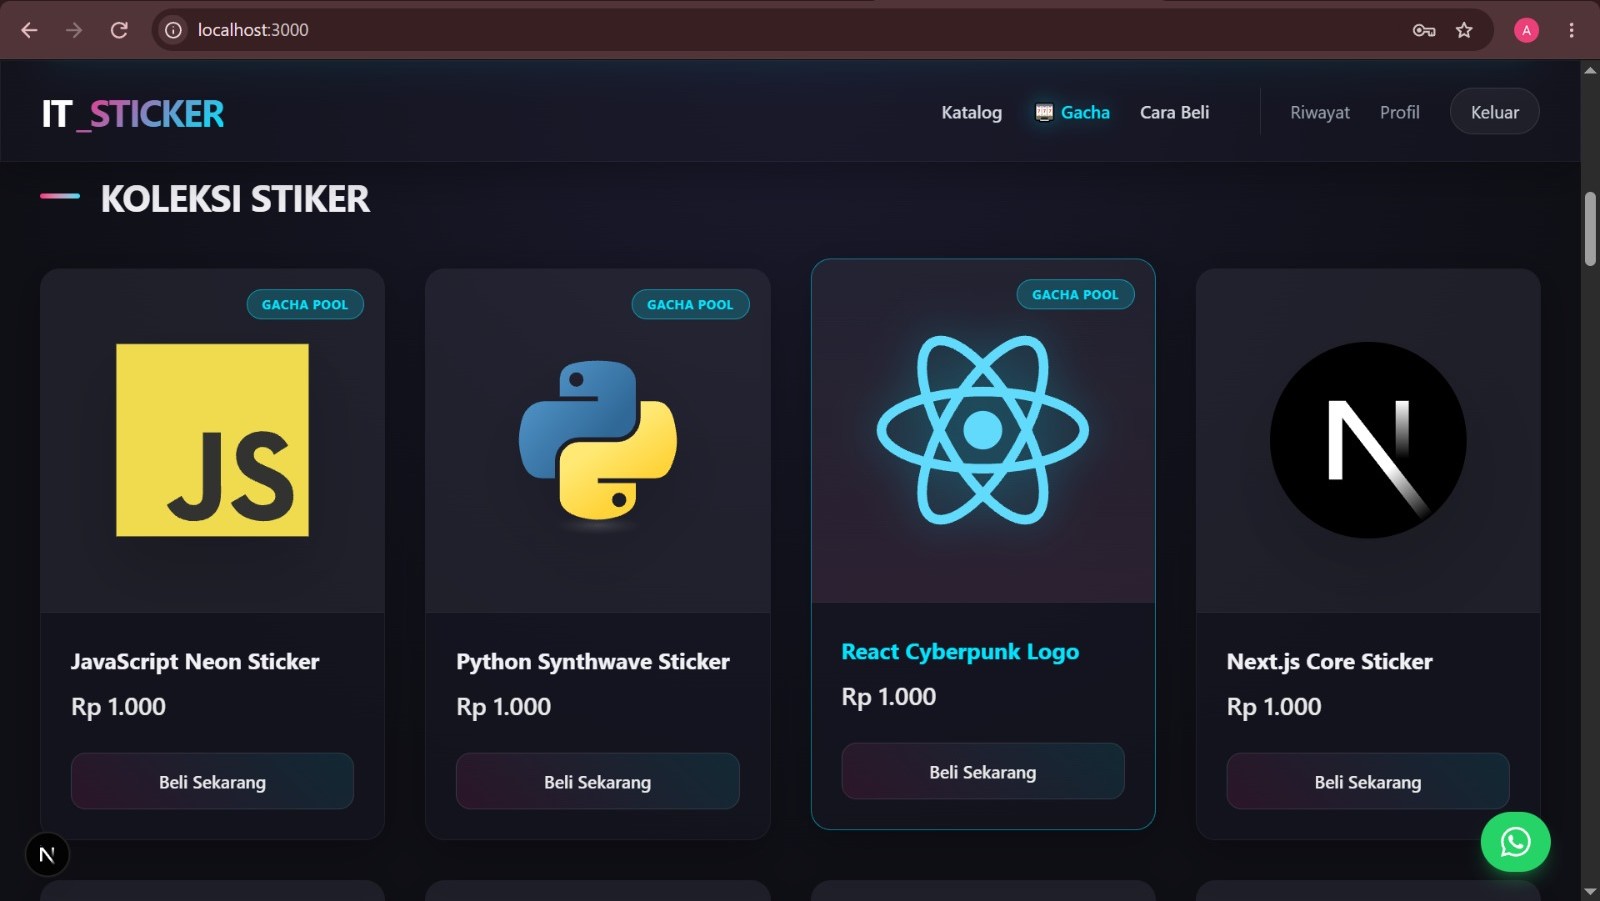 localhost:3000
A
IT_STICKER
Katalog
Gacha
Cara Beli
Riwayat
Profil
Keluar
KOLEKSI STIKER
GACHA POOL
GACHA POOL
GACHA POOL
JS
N
JavaScript Neon Sticker
Python Synthwave Sticker
React Cyberpunk Logo
Next.js Core Sticker
Rp 1.000
Rp 1.000
Rp 1.000
Rp 1.000
Beli Sekarang
Beli Sekarang
Beli Sekarang
Beli Sekarang
N